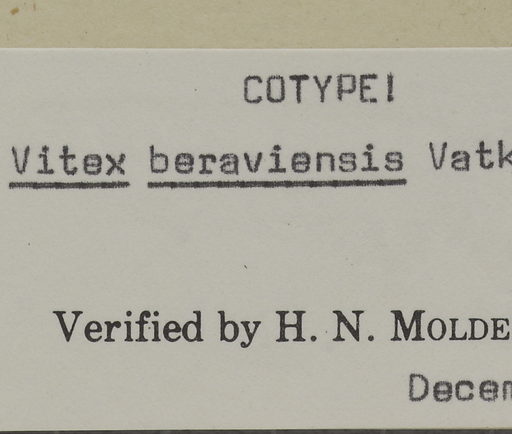 COTYPE!
Vitex beraviensis Vatk
Verified by H. N. MOLDE
Decem